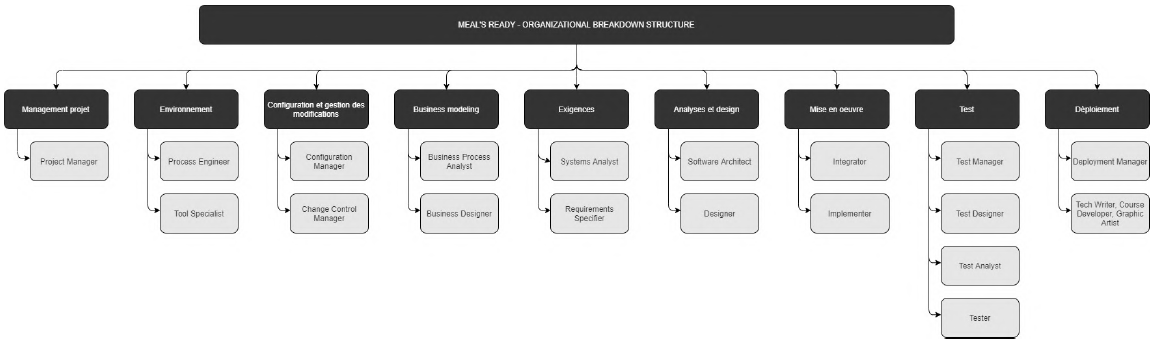 MEAL'S READY - ORGANIZATIONAL BREAKDOWN STRUCTURE
Management projet
Project Manager
Environnement
Process Engineer
Tool Specialist
Configuration et gestion des
modifications
Configuration
Manager
Change Control
Manager
Business modeling
Business Process
Analyst
Business Designer
Exigences
Systems Analyst
Requirements
Specifier
Analyses et design
Software Architect
Designer
Mise en oeuvre
Integrator
Implementer
Test
Test Manager
Test Designer
Test Analyst
Tester
Déploiement
Deployment Manager
Tech Writer, Course
Developer, Graphic
Artist